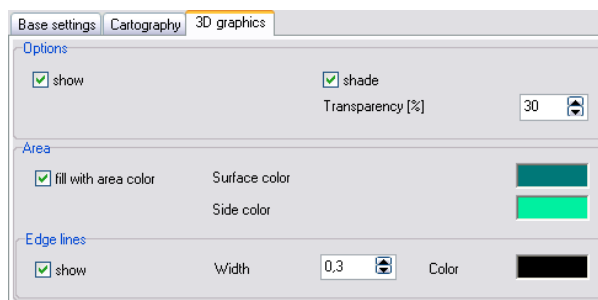 Base settings Cartography 3D graphics
Options
show shade
Transparency [%] 30
Area
fill with area color Surface color
Side color
Edge lines
show Width 0,3 Color